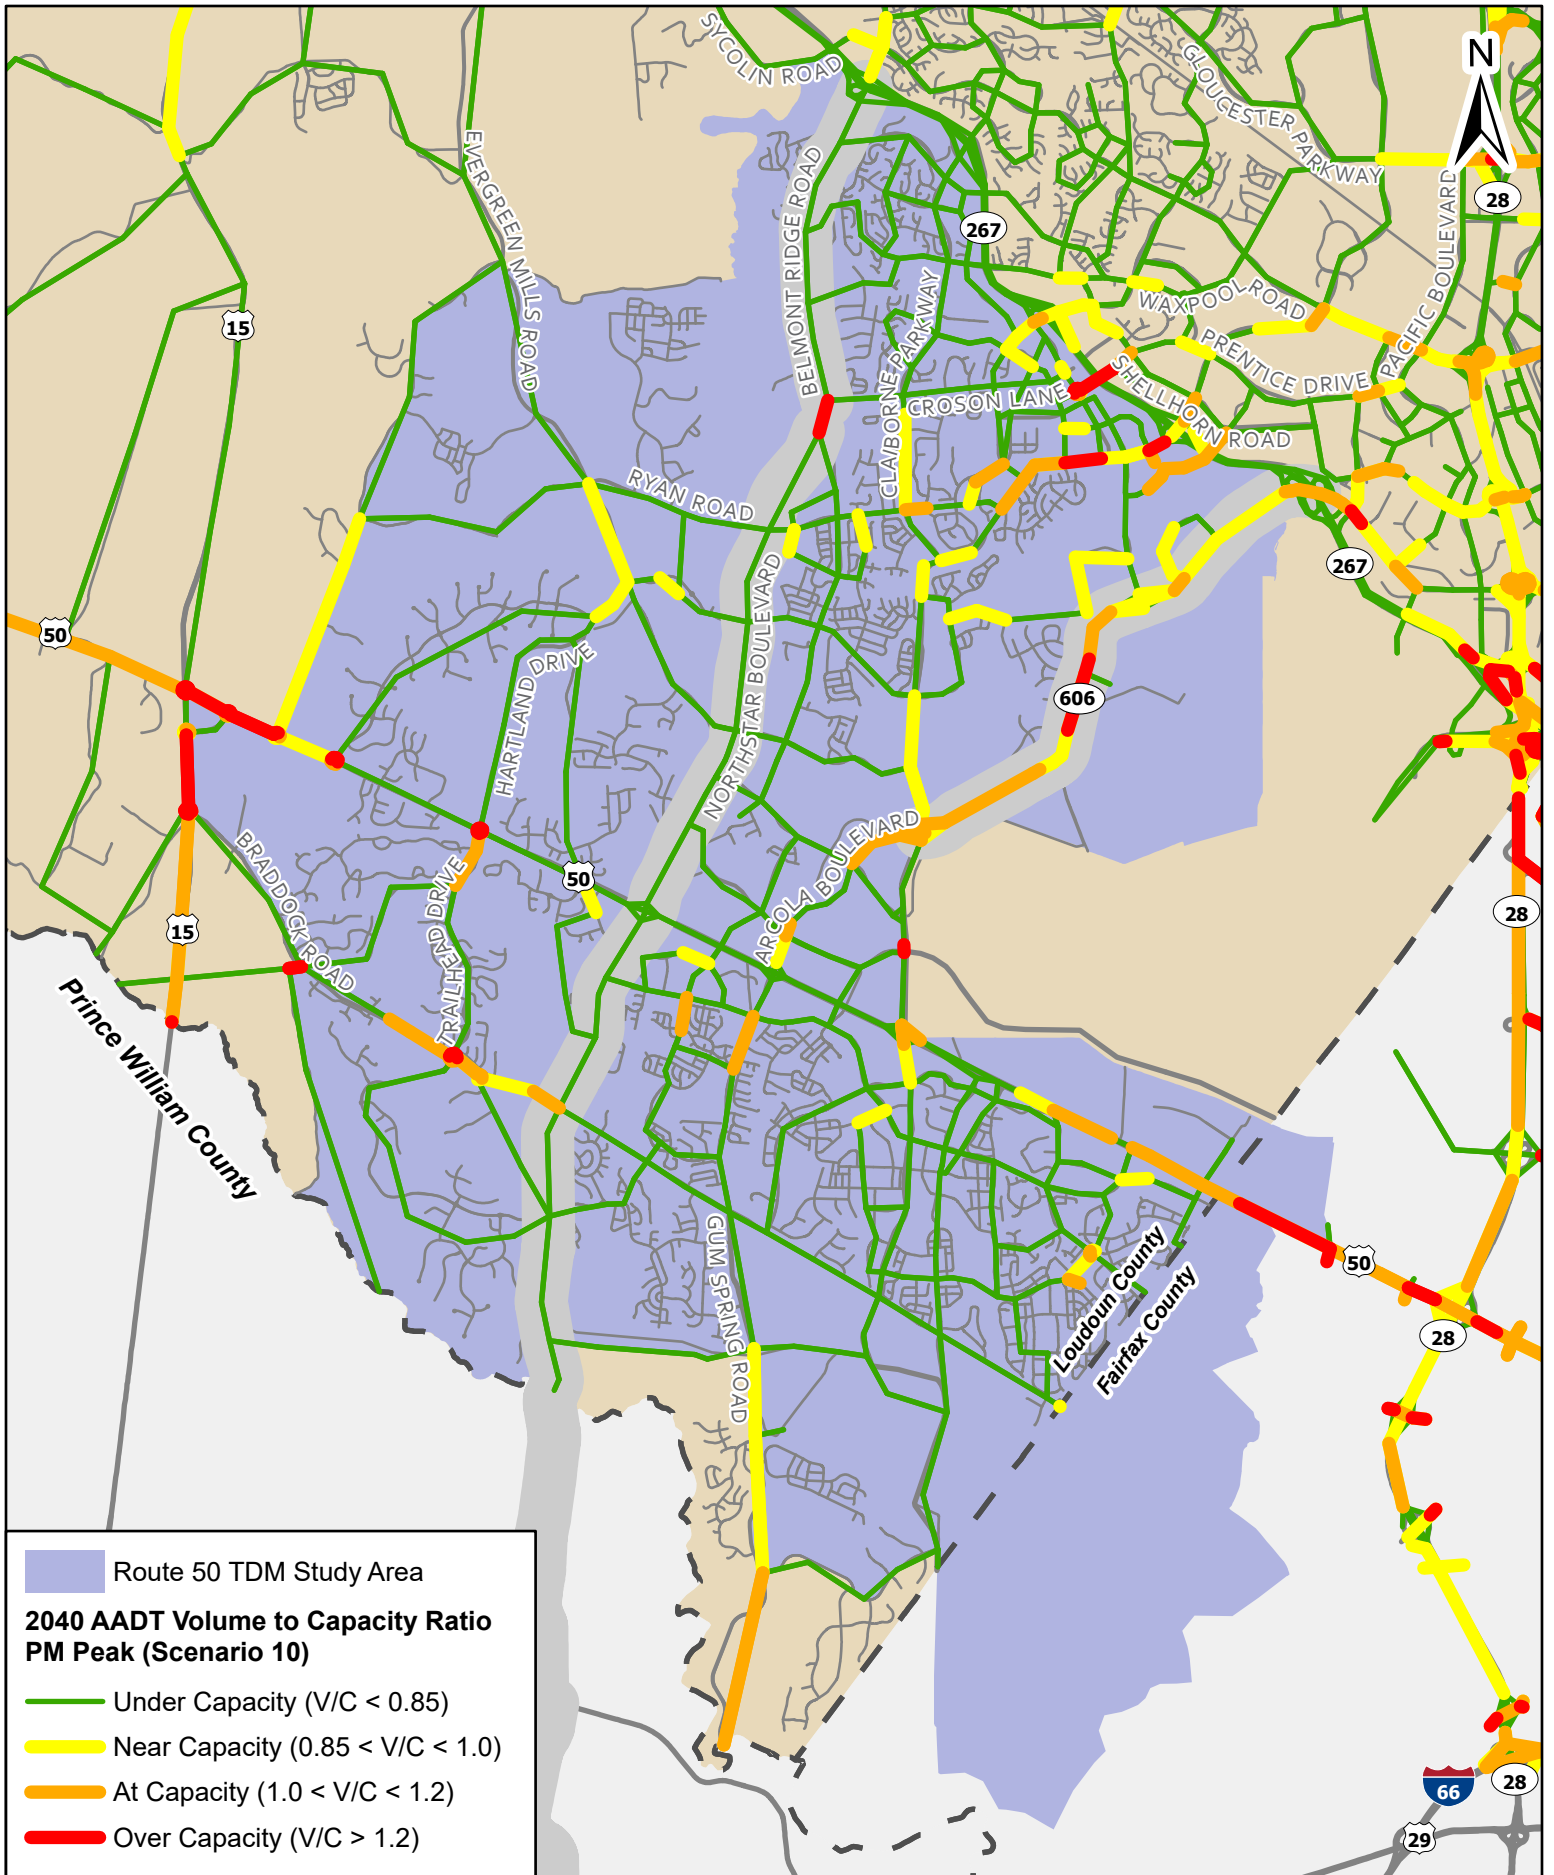 SYCOLIN ROAD
GLOUCESTER PARKWAY
N
28
EVERGREEN MILLS ROAD
BELMONT RIDGE ROAD
267
PACIFIC BOULEVARD
15
CLAIBORNE PARKWAY
WAXPOOL ROAD
PRENTICE DRIVE
SHELLHORN ROAD
CROSON LANE
RYAN ROAD
267
50
HARTLAND DRIVE
NORTHSTAR BOULEVARD
606
ARCOLA BOULEVARD
BRADDOCK ROAD
50
TRAILHEAD DRIVE
15
28
Prince William County
GUM SPRING ROAD
Loudoun County
Fairfax County
50
28
Route 50 TDM Study Area
2040 AADT Volume to Capacity Ratio
PM Peak (Scenario 10)
Under Capacity (V/C < 0.85)
Near Capacity (0.85 < V/C < 1.0)
At Capacity (1.0 < V/C < 1.2)
Over Capacity (V/C > 1.2)
66
28
29